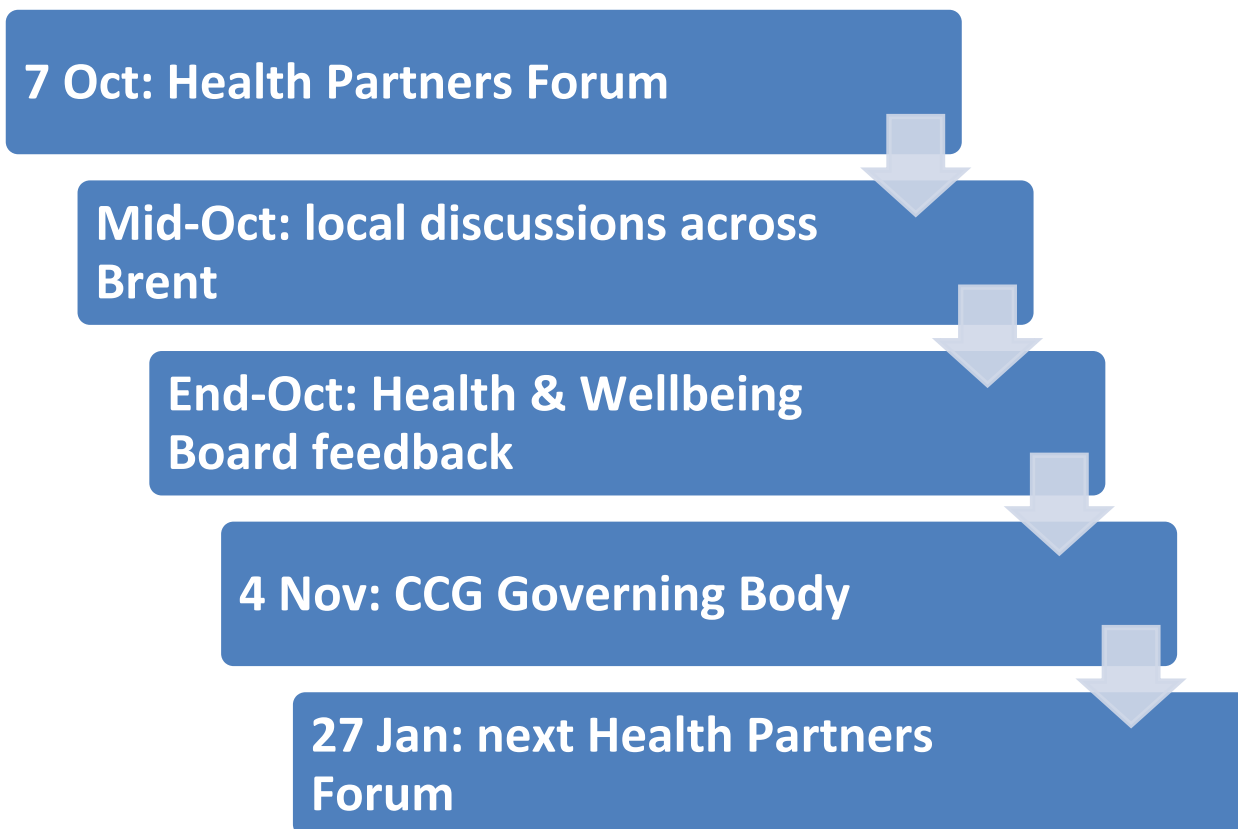 7 Oct: Health Partners Forum
Mid-Oct: local discussions across
Brent
End-Oct: Health & Wellbeing
Board feedback
4 Nov: CCG Governing Body
27 Jan: next Health Partners
Forum